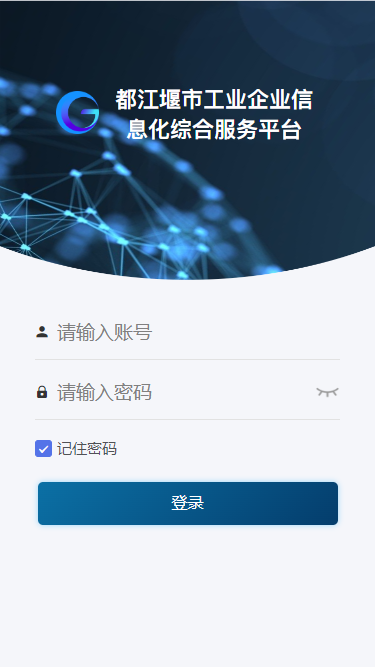 都江堰市工业企业信
息化综合服务平台
请输入账号
请输入密码
记住密码
登录